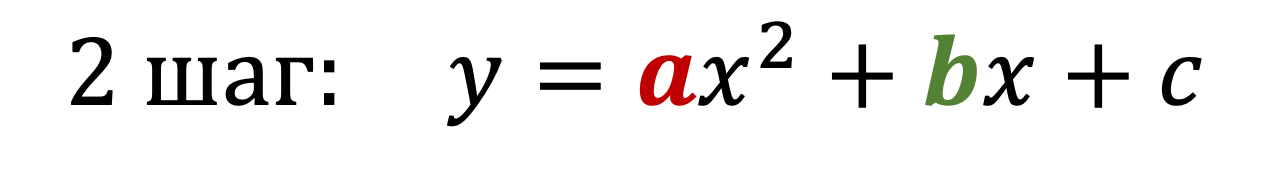 2 шаг: y = ax² + bx + c